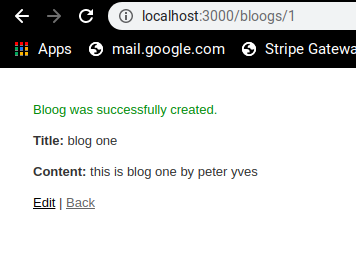 localhost:3000/bloogs/1
Apps mail.google.com Stripe Gatewa
Bloog was successfully created.
Title: blog one
Content: this is blog one by peter yves
Edit | Back